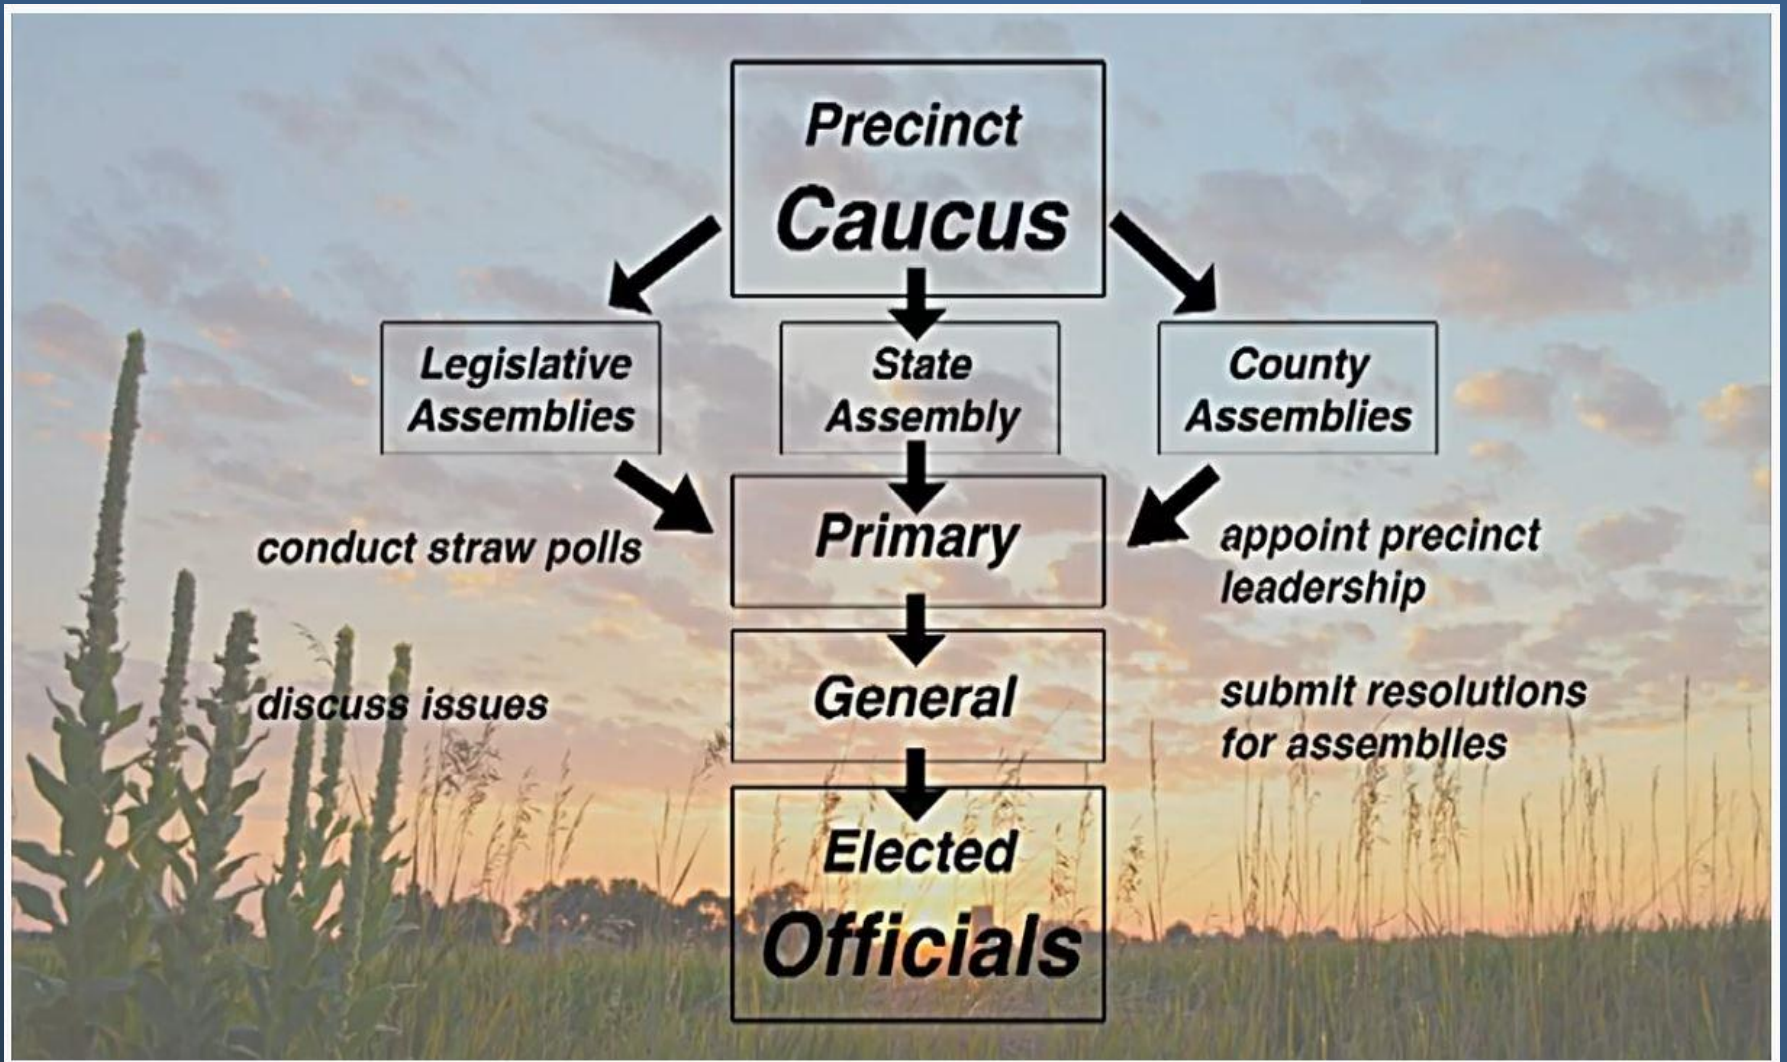 Precinct
Caucus
Legislative
Assemblies
State
Assembly
County
Assemblies
Primary
conduct straw polls
appoint precinct
leadership
General
discuss issues
submit resolutions
for assemblies
Elected
Officials